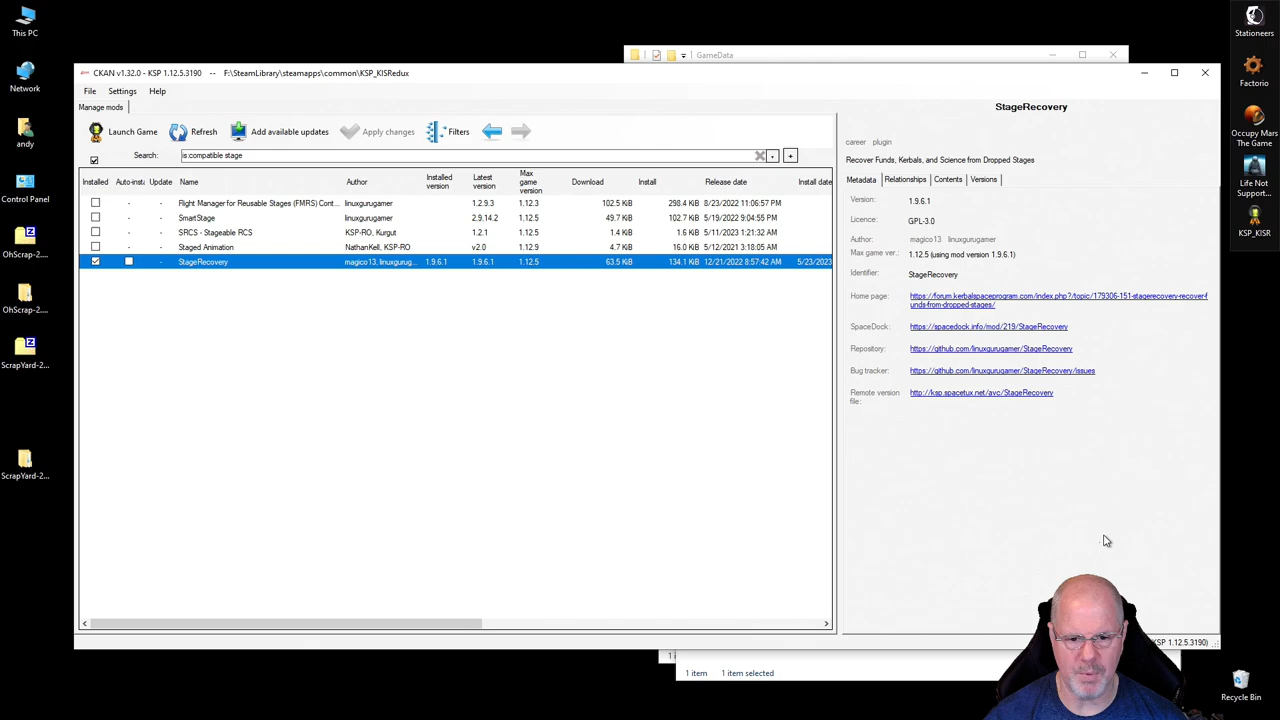 This PC
Network
andy
Control Panel
OhScrap-2...
OhScrap-2...
ScrapYard-2...
ScrapYard-2...
GameData
CKAN v1.32.0 - KSP 1.12.5.3190 -- F:\SteamLibrary\steamapps\common\KSP_KISRedux
File Settings Help
Manage mods
Launch Game Refresh Add available updates Apply changes Filters
Search: is:compatible stage
Installed Auto-insta Update Name Author Installed version Latest version Max game version Download Install Release date Install date
Flight Manager for Reusable Stages (FMRS) Cont... linuxgurugamer 1.2.9.3 1.12.3 102.5 KiB 298.4 KiB 8/23/2022 11:06:57 PM
- - SmartStage linuxgurugamer 2.9.14.2 1.12.5 49.7 KiB 102.7 KiB 5/19/2022 9:04:55 PM
- - SRCS - Stageable RCS KSP-RO, Kurgut 1.2.1 1.12.5 1.4 KiB 1.6 KiB 5/13/2021 1:21:32 AM
- - Staged Animation NathanKell, KSP-RO v2.0 1.12.9 4.7 KiB 16.0 KiB 5/12/2021 3:18:05 AM
- StageRecovery magico13, linuxgurug... 1.9.6.1 1.9.6.1 1.12.5 63.5 KiB 134.1 KiB 12/21/2022 8:57:42 AM 5/23/2023
StageRecovery
career plugin
Recover Funds, Kerbals, and Science from Dropped Stages
Metadata Relationships Contents Versions
Version: 1.9.6.1
Licence: GPL-3.0
Author: magico13 linuxgurugamer
Max game ver.: 1.12.5 (using mod version 1.9.6.1)
Identifier: StageRecovery
Home page: https://forum.kerbalspaceprogram.com/index.php?/topic/179306-151-stagerecovery-recover-f
unds-from-dropped-stages/
SpaceDock: https://spacedock.info/mod/219/StageRecovery
Repository: https://github.com/linuxgurugamer/StageRecovery
Bug tracker: https://github.com/linuxgurugamer/StageRecovery/issues
Remote version file: http://ksp.spacetux.net/avc/StageRecovery
KSP 1.12.5.3190)
1 item 1 item selected
Stationeers
Factorio
Occupy Mars
The Game
Life Not
Support...
KSP_KISR
Recycle Bin